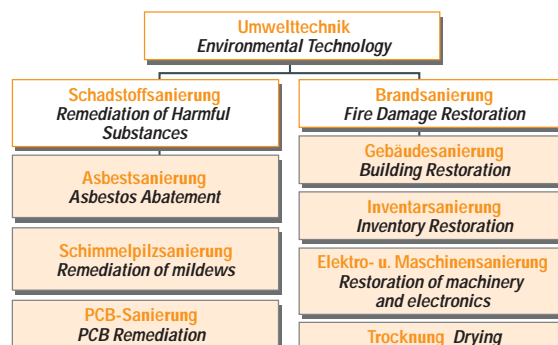 Umwelttechnik
Environmental Technology
Schadstoffsanierung
Remediation of Harmful
Substances
Asbestsanierung
Asbestos Abatement
Schimmelpilzsanierung
Remediation of mildews
PCB-Sanierung
PCB Remediation
Brandsanierung
Fire Damage Restoration
Gebäudesanierung
Building Restoration
Inventarsanierung
Inventory Restoration
Elektro- u. Maschinensanierung
Restoration of machinery
and electronics
Trocknung Drying